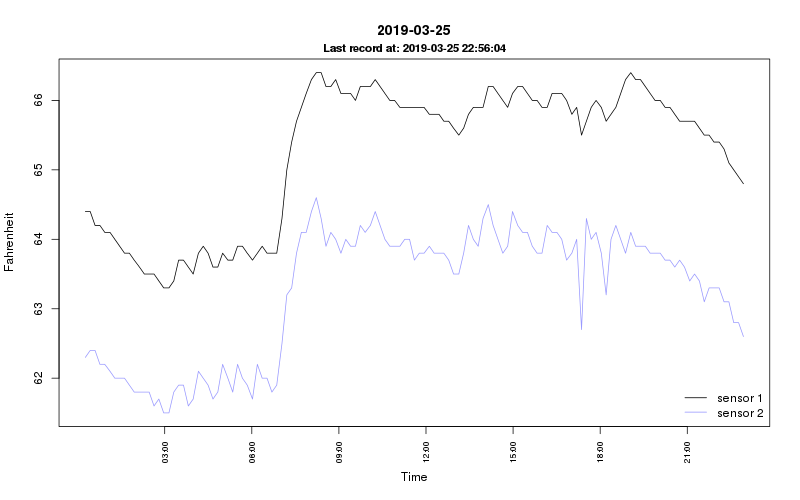 2019-03-25
Last record at: 2019-03-25 22:56:04
Fahrenheit
66
65
64
63
62
sensor 1
sensor 2
03:00
06:00
09:00
12:00
15:00
18:00
21:00
Time